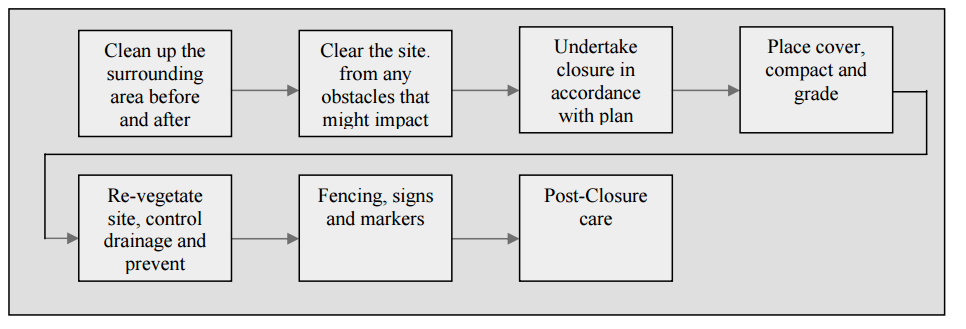 Clean up the
surrounding
area before
and after
Clear the site.
from any
obstacles that
might impact
Undertake
closure in
accordance
with plan
Place cover,
compact and
grade
Re-vegetate
site, control
drainage and
prevent
Fencing, signs
and markers
Post-Closure
care